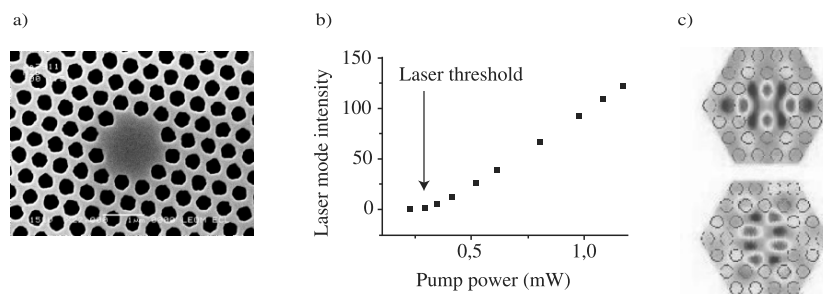 a)
b)
c)
150
Laser threshold
100
50
0
Laser mode intensity
0,5
1,0
Pump power (mW)